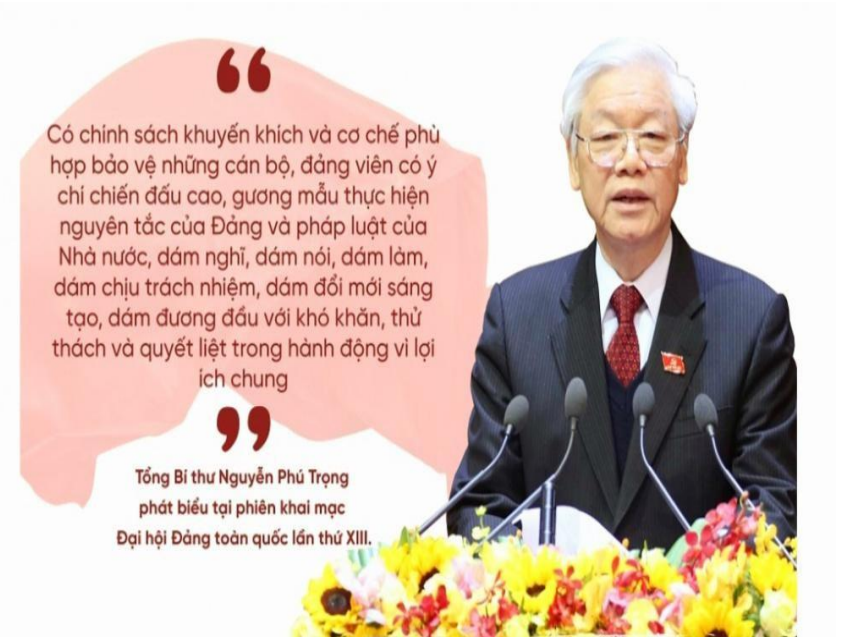 Có chính sách khuyến khích và cơ chế phù
hợp bảo vệ những cán bộ, đảng viên có ý
chí chiến đấu cao, gương mẫu thực hiện
nguyên tắc của Đảng và pháp luật của
Nhà nước, dám nghĩ, dám nói, dám làm,
dám chịu trách nhiệm, dám đổi mới sáng
tạo, dám đương đầu với khó khăn, thử
thách và quyết liệt trong hành động vì lợi
ích chung
Tổng Bí thư Nguyễn Phú Trọng
phát biểu tại phiên khai mạc
Đại hội Đảng toàn quốc lần thứ XIII.